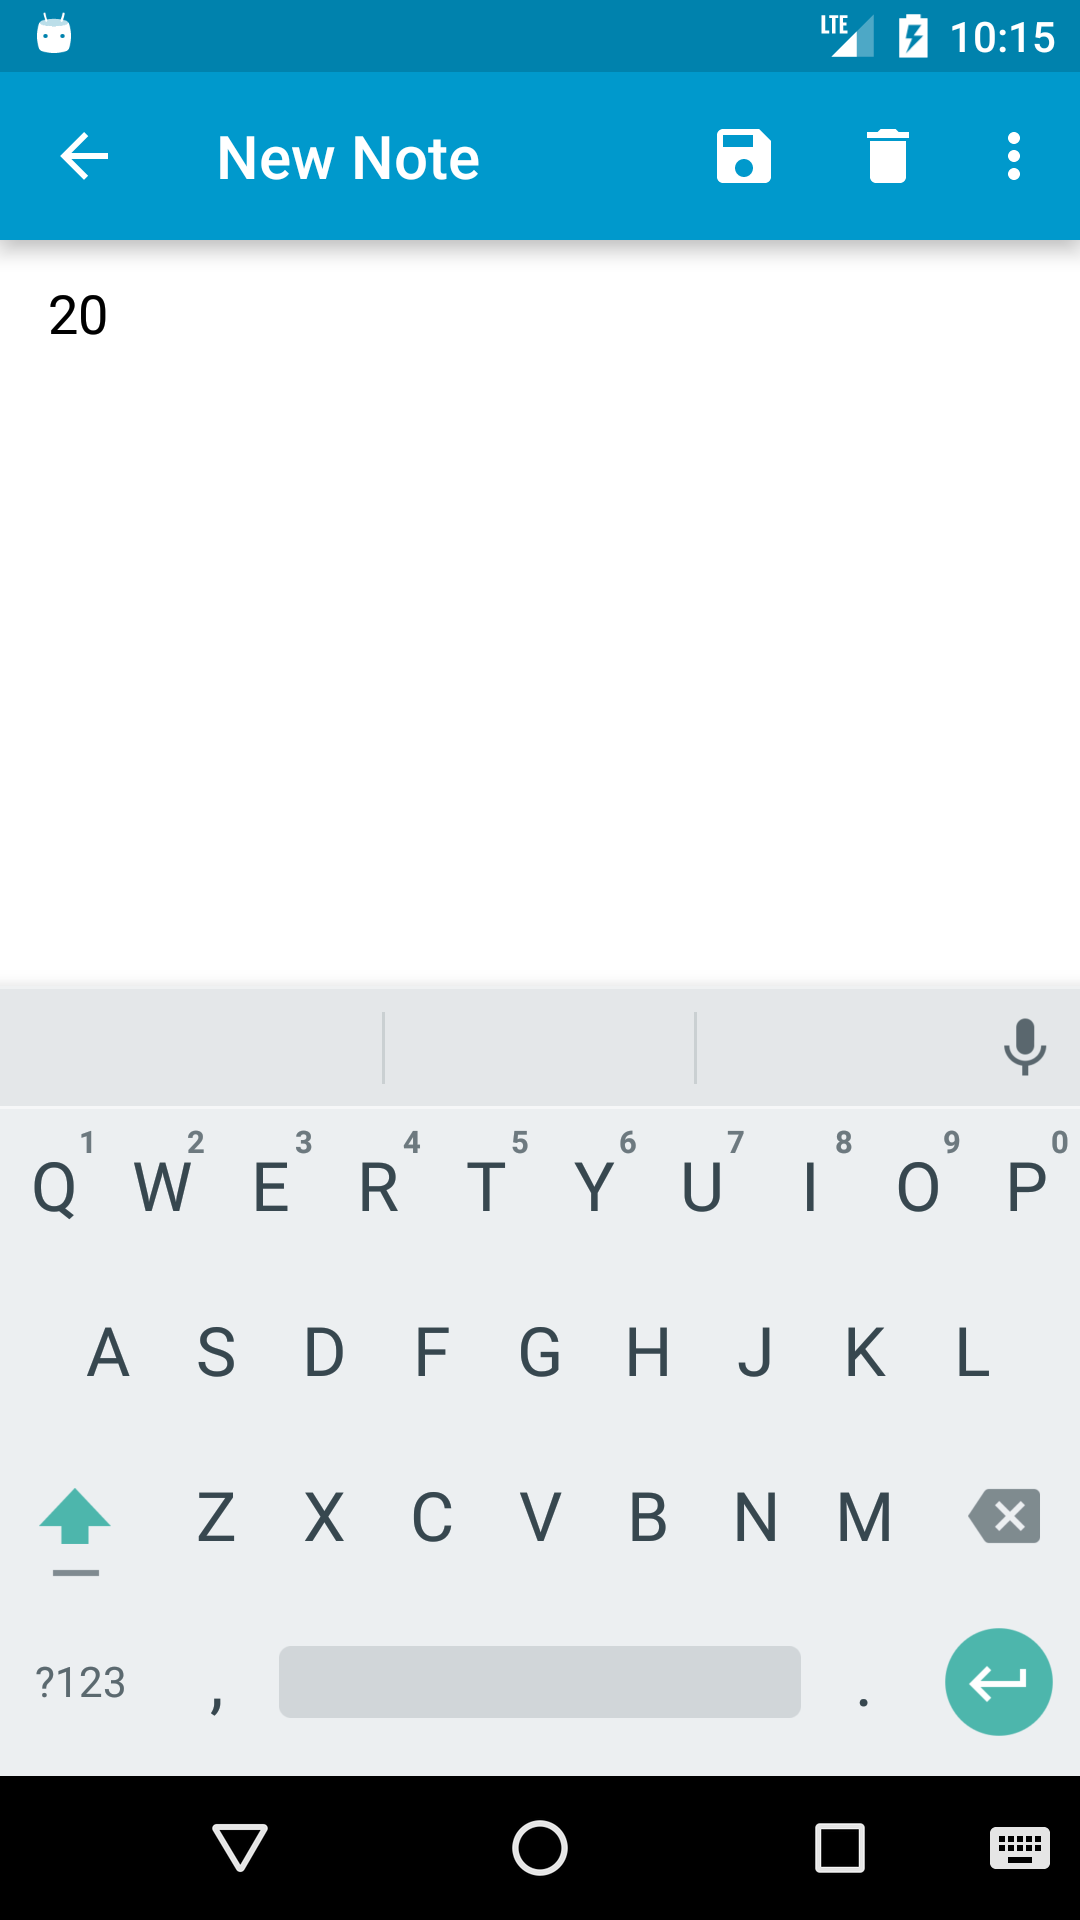 LTE 10:15
New Note
20
1 2 3 4 5 6 7 8 9 0
Q W E R T Y U I O P
A S D F G H J K L
Z X C V B N M
?123 , .